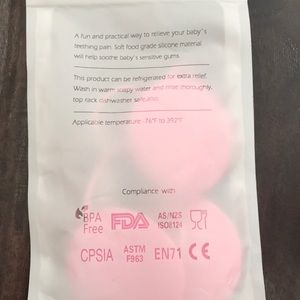 A fun and practical way to relieve your baby`s
teething pain. Soft food grade silicone material
will help soothe baby`s sensitive gums.
This product can be refrigerated for extra relief.
Wash in warm soapy water and rinse thoroughly,
top rack dishwasher safe also.
Applicable temperature: -76℉ to 392℉
Compliance with
BPA
Free
FDA
AS/NZS
ISO8124
CPSIA
ASTM
F963
EN71
CE